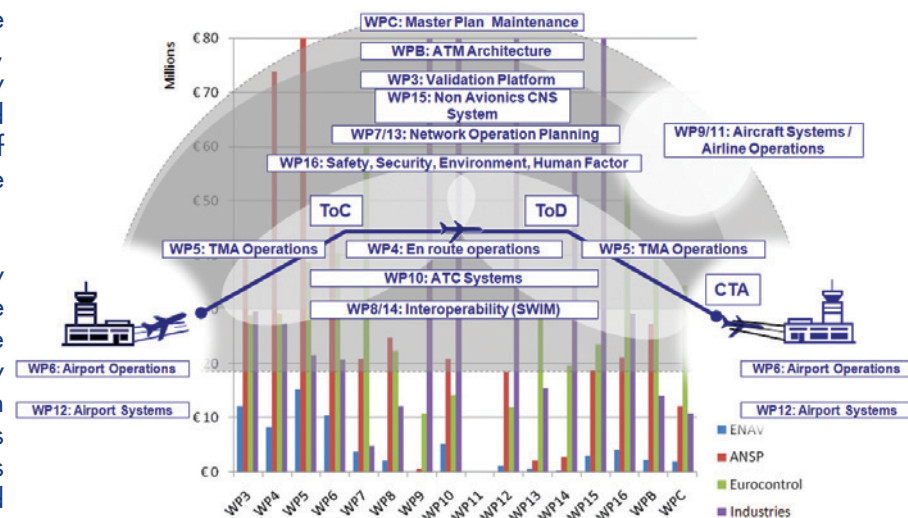 WPC: Master Plan Maintenance
€ 80
Millions
WPB: ATM Architecture
WP3: Validation Platform
€ 70
WP15: Non Avionics CNS
System
WP7/13: Network Operation Planning
WP9/11: Aircraft Systems /
Airline Operations
€ 60
WP16: Safety, Security, Environment, Human Factor
€ 50
ToC
ToD
WP5: TMA Operations
WP4: En route operations
WP5: TMA Operations
WP10: ATC Systems
CTA
WP8/14: Interoperability (SWIM)
WP6: Airport Operations
WP6: Airport Operations
WP12: Airport Systems
WP12: Airport Systems
€ 10
€ 0
ENAV
ANSP
Eurocontrol
Industries
WP3
WP4
WP5
WP6
WP7
WP8
WP9
WP10
WP11
WP12
WP13
WP14
WP15
WP16
WPB
WPC